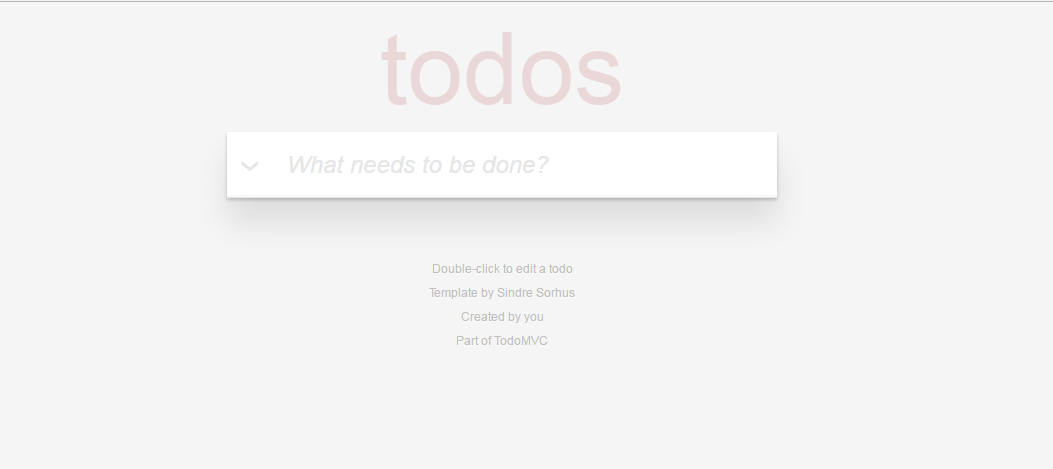 todos
What needs to be done?
Double-click to edit a todo
Template by Sindre Sorhus
Created by you
Part of TodoMVC